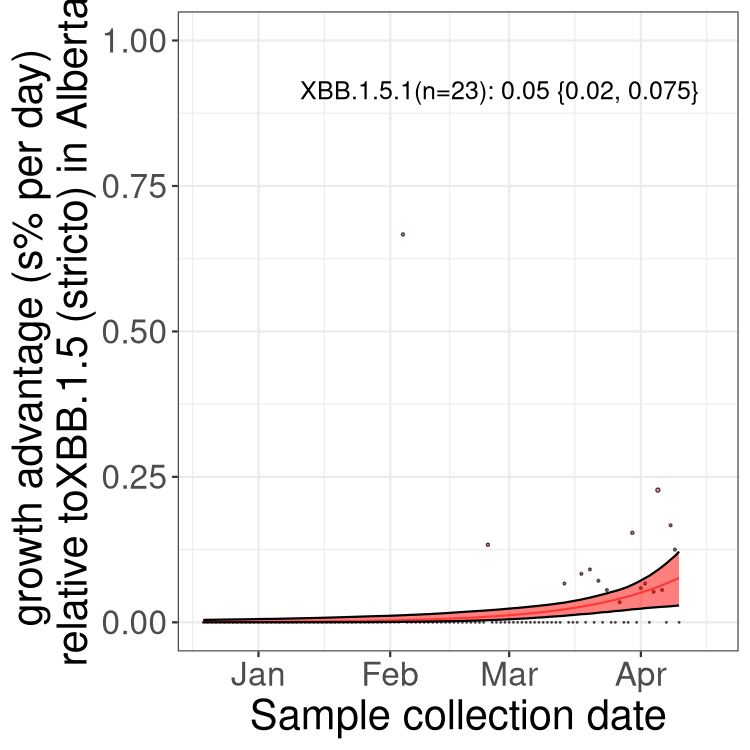 growth advantage (s% per day)
relative toXBB.1.5 (stricto) in Alberta
1.00
XBB.1.5.1(n=23): 0.05 {0.02, 0.075}
0.75
0.50
0.25
0.00
Jan Feb Mar Apr
Sample collection date